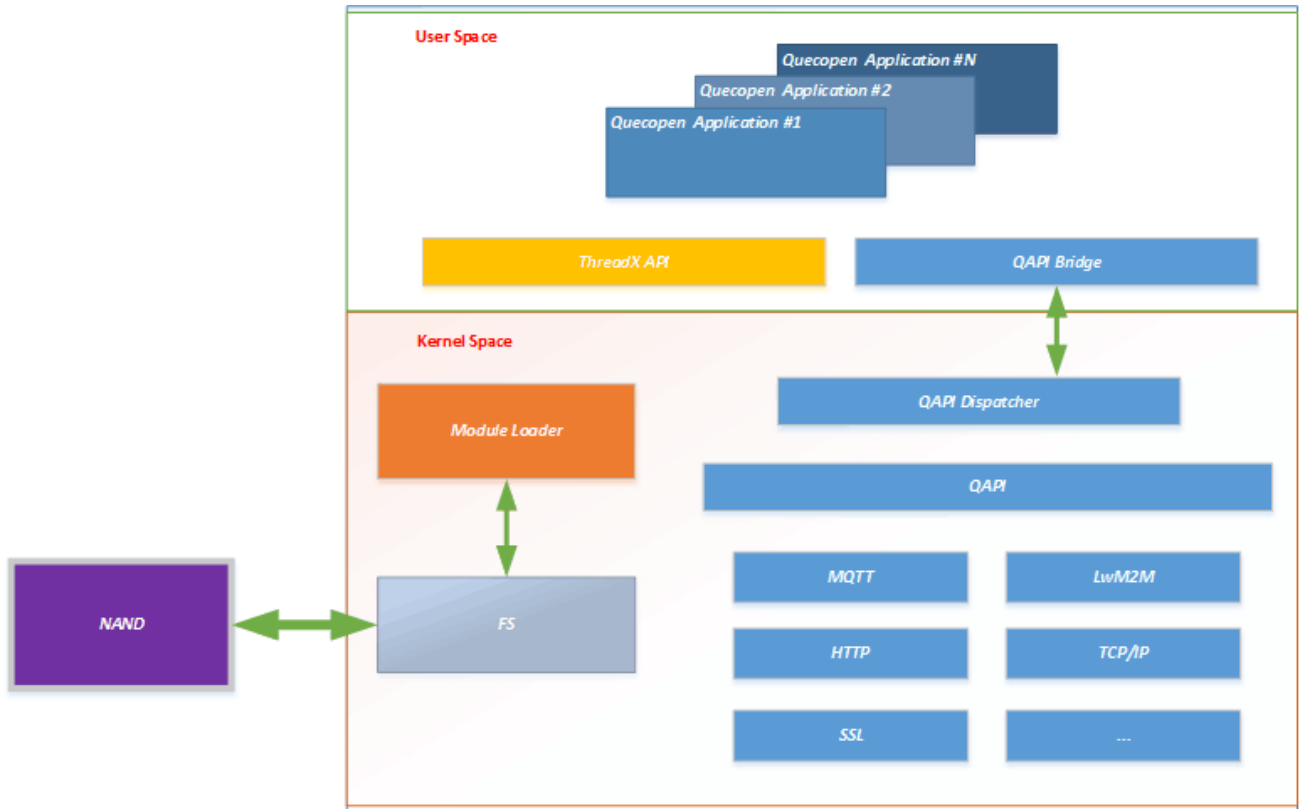 User Space
Quecopen Application #N
Quecopen Application #2
Quecopen Application #1
ThreadX API
QAPI Bridge
Kernel Space
QAPI Dispatcher
Module Loader
QAPI
MQTT
LwM2M
NAND
FS
HTTP
TCP/IP
SSL
...